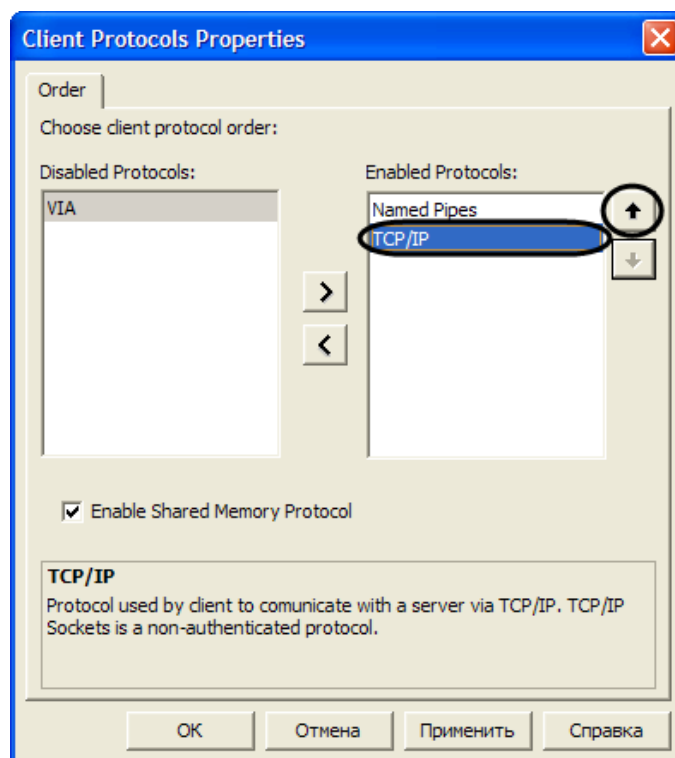 Client Protocols Properties
Order
Choose client protocol order:
Disabled Protocols:
Enabled Protocols:
VIA
Named Pipes
TCP/IP
>
<
Enable Shared Memory Protocol
TCP/IP
Protocol used by client to comunicate with a server via TCP/IP. TCP/IP
Sockets is a non-authenticated protocol.
ОК
Отмена
Применить
Справка